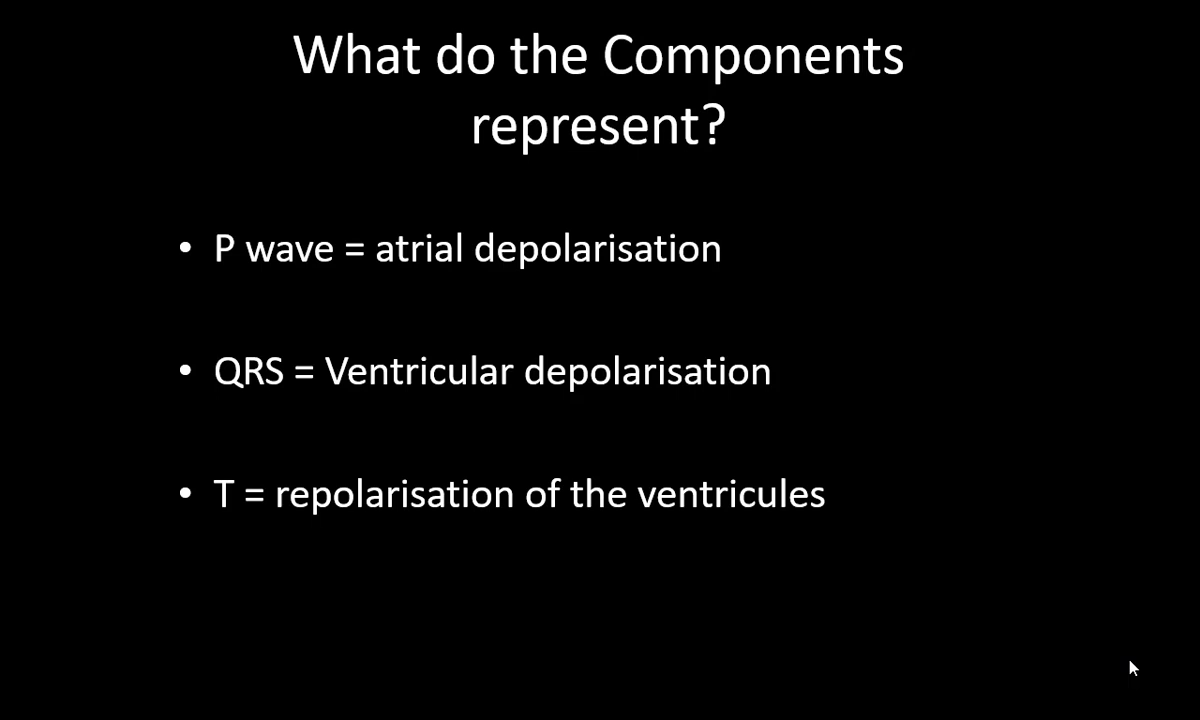 What do the Components
represent?
• P wave = atrial depolarisation
• QRS = Ventricular depolarisation
• T = repolarisation of the ventricules